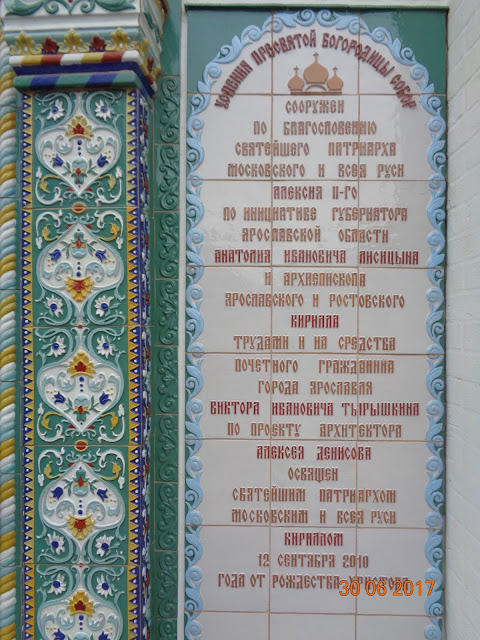 УСПЕНИЯ ПРЕСВЯТОЙ БОГОРОДИЦЫ СОБОР
СООРУЖЕН
ПО БЛАГОСЛОВЕНИЮ
СВЯТЕЙШЕГО ПАТРИАРХА
МОСКОВСКОГО И ВСЕЯ РУСИ
АЛЕКСИЯ II-ГО
ПО ИНИЦИАТИВЕ ГУБЕРНАТОРА
ЯРОСЛАВСКОЙ ОБЛАСТИ
АНАТОЛИЯ ИВАНОВИЧА ЛИСИЦЫНА
И АРХИЕПИСКОПА
ЯРОСЛАВСКОГО И РОСТОВСКОГО
КИРИЛЛА
ТРУДАМИ И НА СРЕДСТВА
ПОЧЕТНОГО ГРАЖДАНИНА
ГОРОДА ЯРОСЛАВЛЯ
ВИКТОРА ИВАНОВИЧА ТЫРЫШКИНА
ПО ПРОЕКТУ АРХИТЕКТОРА
АЛЕКСЕЯ ДЕНИСОВА
ОСВЯЩЕН
СВЯТЕЙШИМ ПАТРИАРХОМ
МОСКОВСКИМ И ВСЕЯ РУСИ
КИРИЛЛОМ
12 СЕНТЯБРЯ 2010
ГОДА ОТ РОЖДЕСТВА ХРИСТОВА
30 06 2017